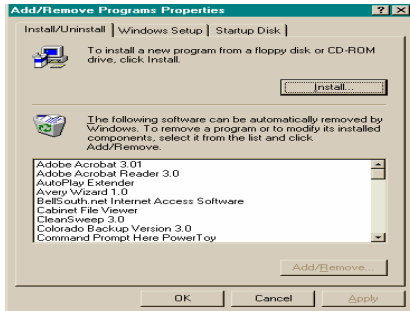 Add/Remove Programs Properties
Install/Uninstall Windows Setup Startup Disk
To install a new program from a floppy disk or CD-ROM
drive, click Install.
Install...
The following software can be automatically removed by
Windows. To remove a program or to modify its installed
components, select it from the list and click
Add/Remove.
Adobe Acrobat 3.01
Adobe Acrobat Reader 3.0
AutoPlay Extender
Avery Wizard 1.0
BellSouth.net Internet Access Software
Cabinet File Viewer
CleanSweep 3.0
Colorado Backup Version 3.0
Command Prompt Here PowerToy
Add/Remove...
OK Cancel Apply